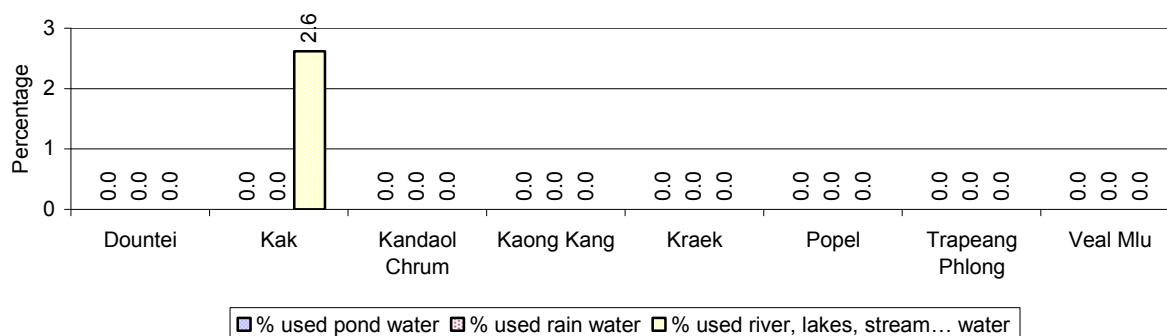 3
2
1
0
Percentage
0.0 0.0 0.0
0.0 0.0 2.6
0.0 0.0 0.0
0.0 0.0 0.0
0.0 0.0 0.0
0.0 0.0 0.0
0.0 0.0 0.0
0.0 0.0 0.0
Dountei
Kak
Kandaol
Chrum
Kaong Kang
Kraek
Popel
Trapeang
Phlong
Veal Mlu
% used pond water
% used rain water
% used river, lakes, stream… water